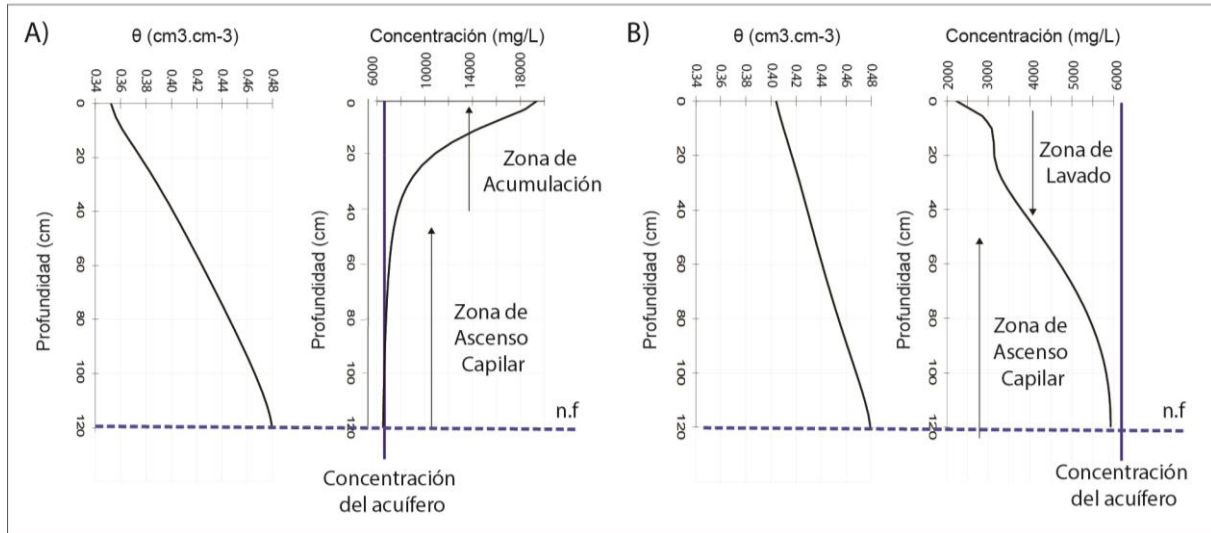 A)
θ (cm3.cm-3)
0.34
0.36
0.38
0.40
0.42
0.44
0.46
0.48
0
20
40
60
80
100
120
Profundidad (cm)
Concentración (mg/L)
6000
10000
14000
18000
0
20
40
60
80
100
120
Profundidad (cm)
Zona de
Acumulación
Zona de
Ascenso
Capilar
n.f
Concentración
del acuífero
B)
θ (cm3.cm-3)
0.34
0.36
0.38
0.40
0.42
0.44
0.46
0.48
0
20
40
60
80
100
120
Profundidad (cm)
Concentración (mg/L)
2000
3000
4000
5000
6000
0
20
40
60
80
100
120
Profundidad (cm)
Zona de
Lavado
Zona de
Ascenso
Capilar
n.f
Concentración
del acuífero